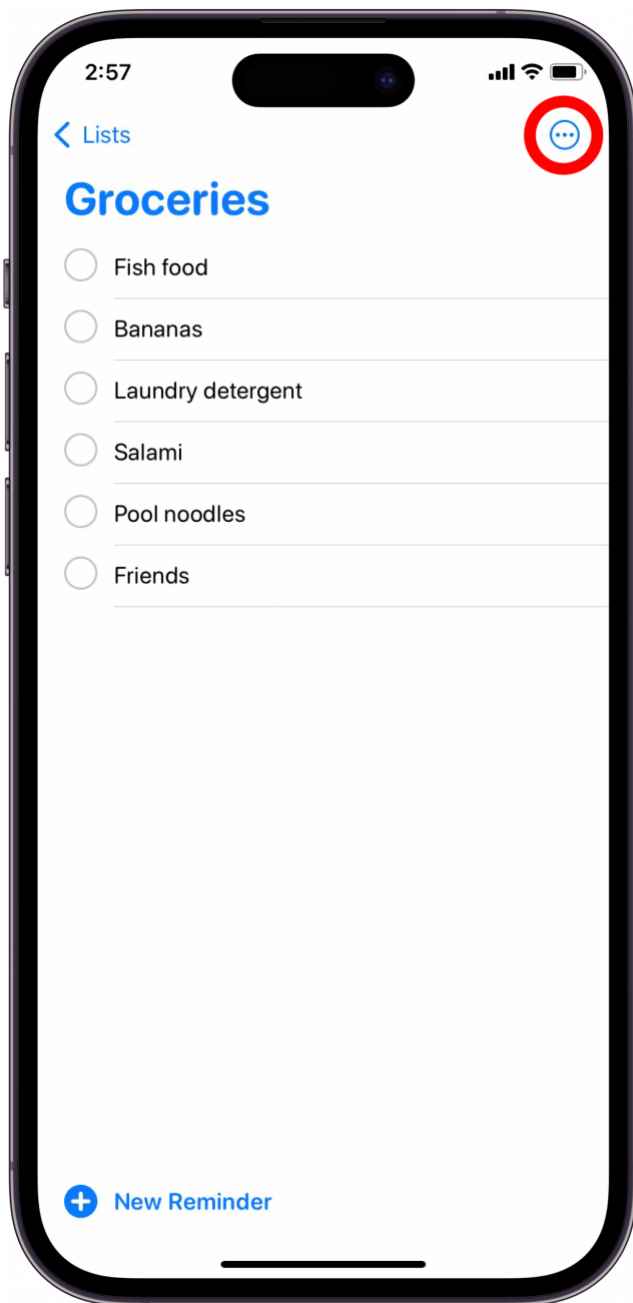 2:57
Lists
Groceries
Fish food
Bananas
Laundry detergent
Salami
Pool noodles
Friends
New Reminder